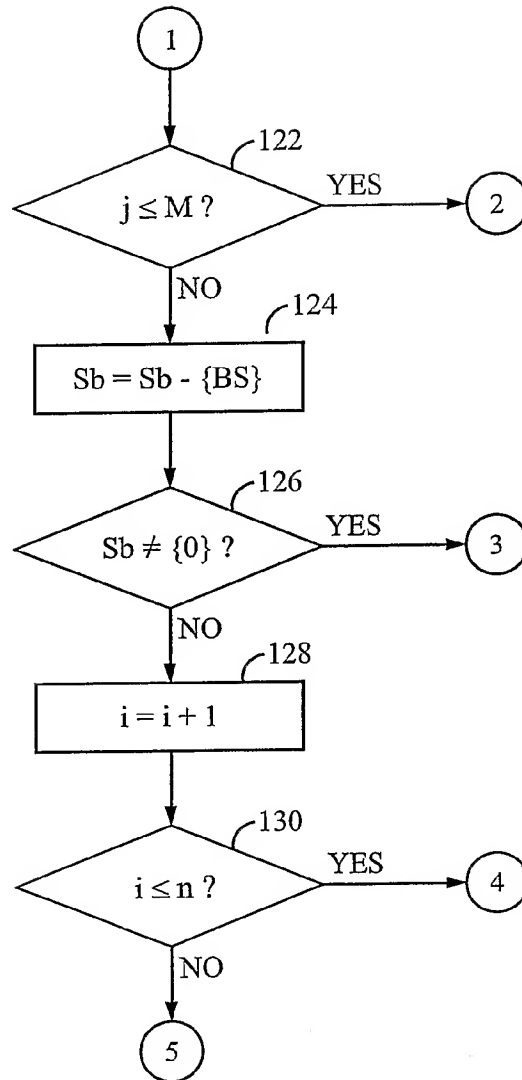 1
122
j ≤ M ?
YES
2
NO
124
Sb = Sb - {BS}
126
Sb ≠ {0} ?
YES
3
NO
128
i = i + 1
130
i ≤ n ?
YES
4
NO
5